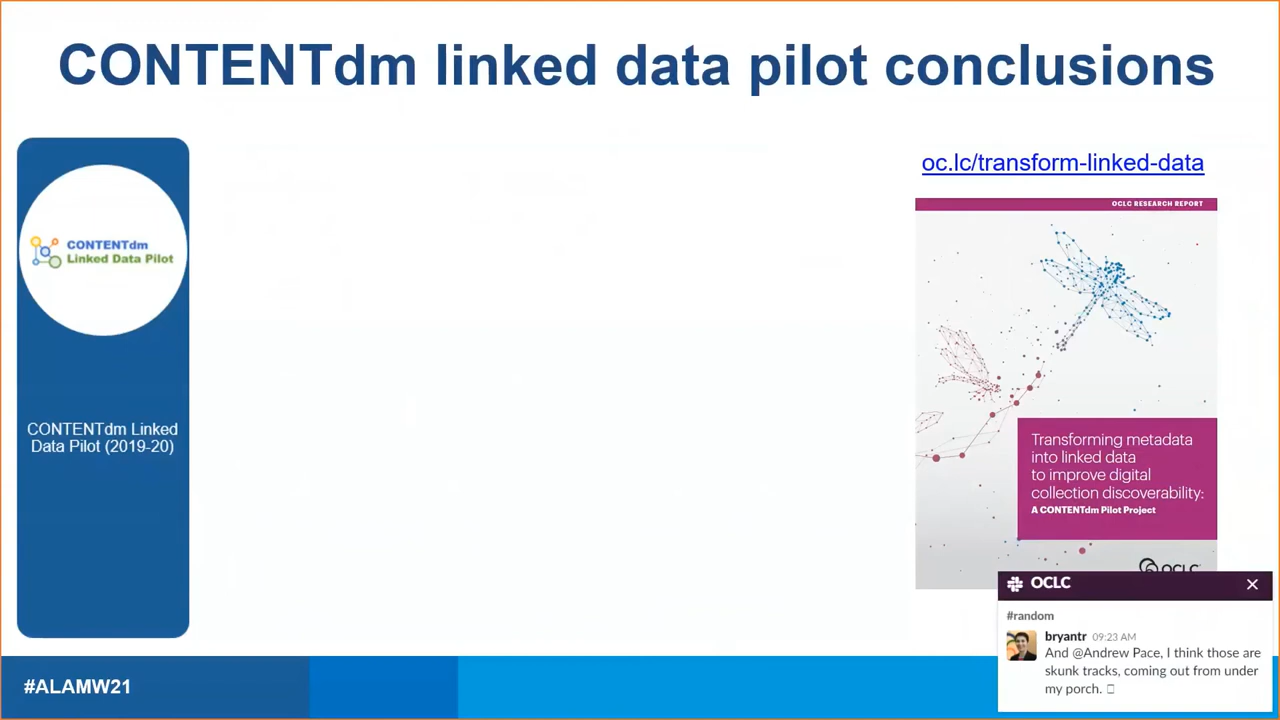 CONTENTdm linked data pilot conclusions
CONTENTdm
Linked Data Pilot
CONTENTdm Linked
Data Pilot (2019-20)
oc.lc/transform-linked-data
OCLC RESEARCH REPORT
Transforming metadata
into linked data
to improve digital
collection discoverability:
A CONTENTdm Pilot Project
OCLC
#ALAMW21
OCLC
#random
bryantr 09:23 AM
And @Andrew Pace, I think those are
skunk tracks, coming out from under
my porch.